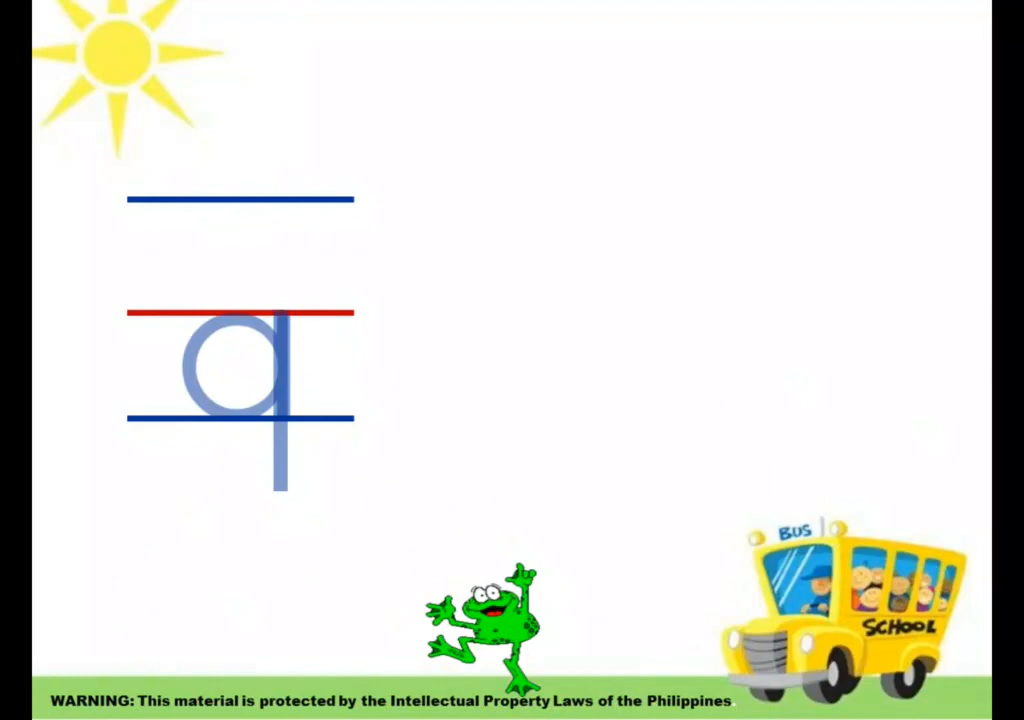 q
BUS
SCHOOL
WARNING: This material is protected by the Intellectual Property Laws of the Philippines.